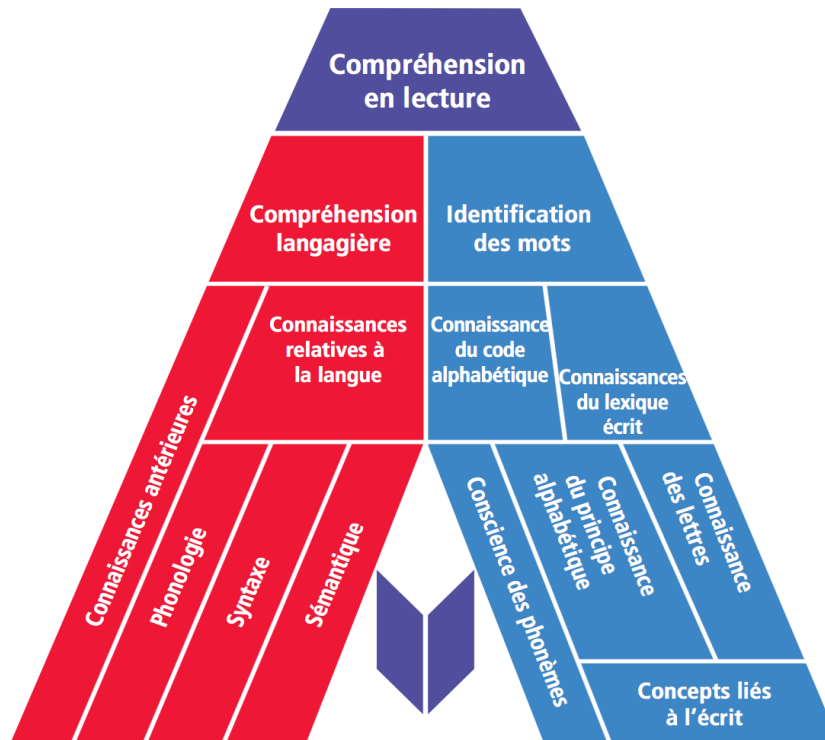 Compréhension
en lecture
Compréhension
langagière
Identification
des mots
Connaissances antérieures
Connaissances
relatives à
la langue
Connaissance
du code
alphabétique
Connaissances
du lexique
écrit
Phonologie
Syntaxe
Sémantique
Conscience des phonèmes
Connaissance
du principe
alphabétique
Connaissance
des lettres
Concepts liés
à l’écrit